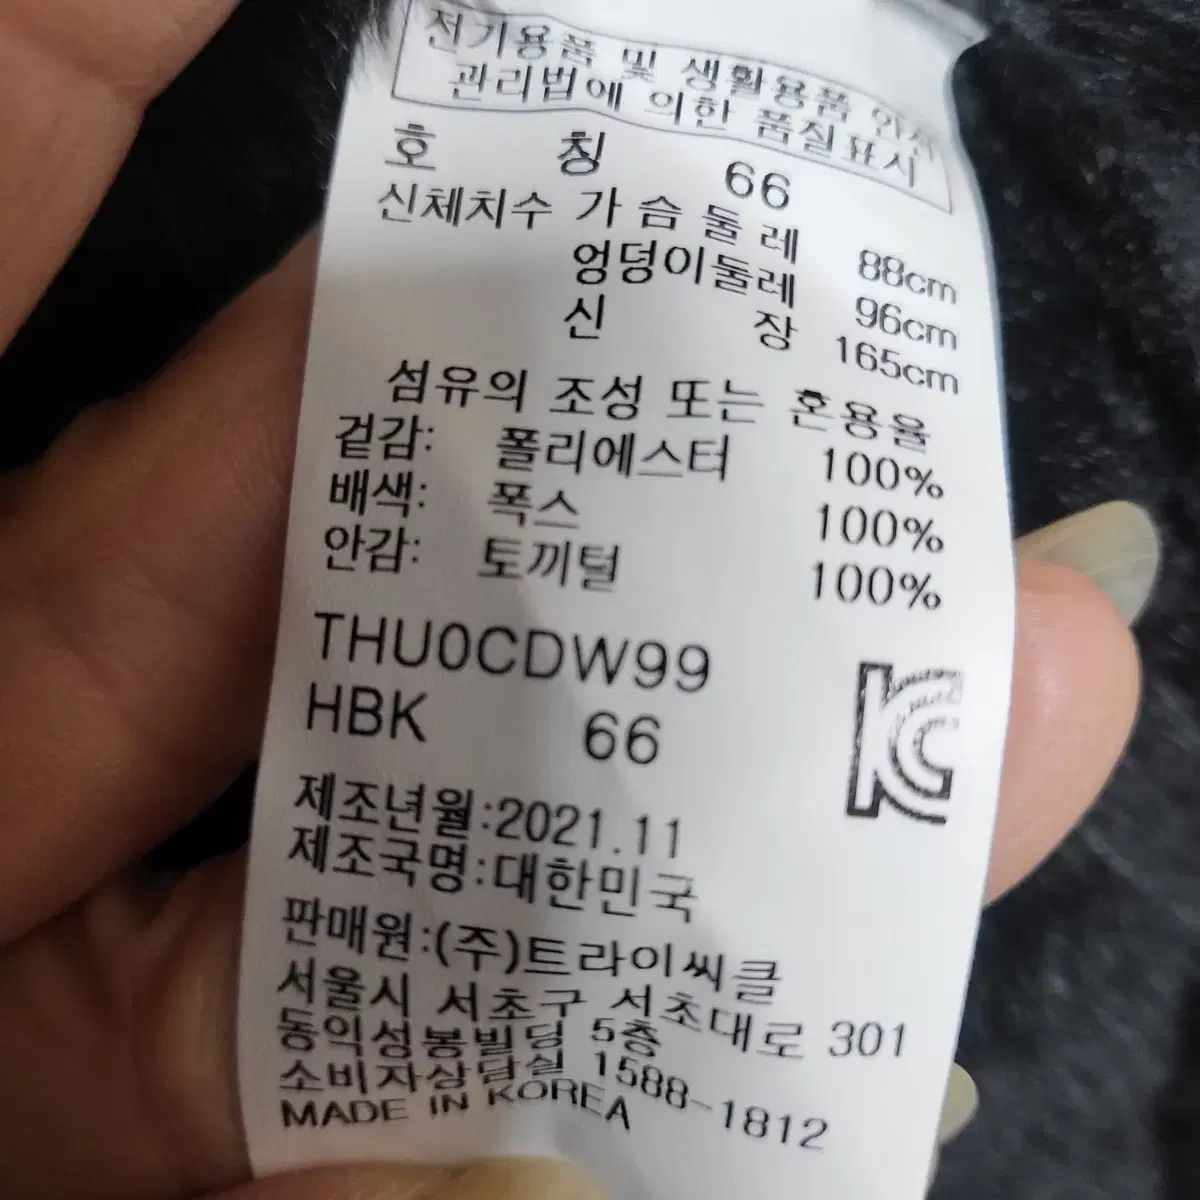 전기용품 및 생활용품 안전
관리법에 의한 품질표시
호 칭 66
신체치수 가슴둘레 88cm
엉덩이둘레 96cm
신 장 165cm
섬유의 조성 또는 혼용율
겉감: 폴리에스터 100%
배색: 폭스 100%
안감: 토끼털 100%
THU0CDW99
HBK 66
KC
제조년월:2021.11
제조국명:대한민국
판매원:(주)트라이씨클
서울시 서초구 서초대로 301
동익성봉빌딩 5층
소비자상담실 1588-1812
MADE IN KOREA